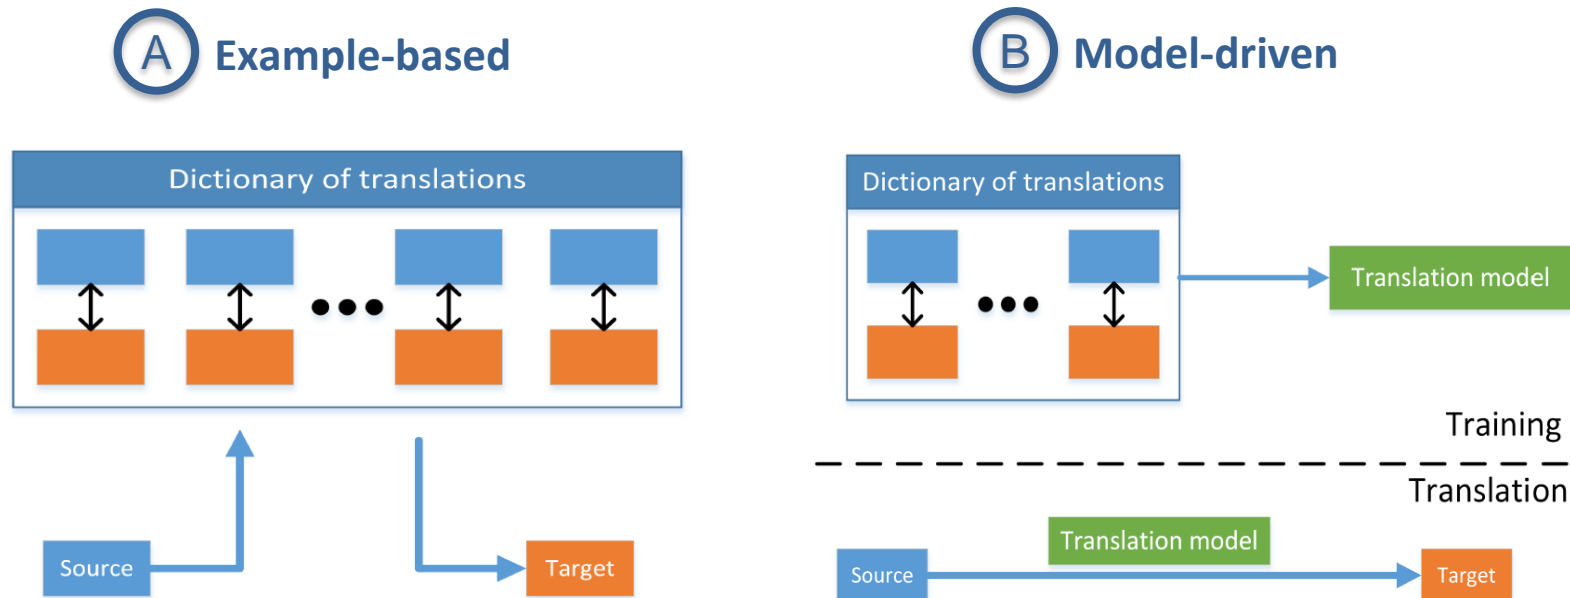 A Example-based
Dictionary of translations
Source
Target
B Model-driven
Dictionary of translations
Translation model
Training
Translation
Translation model
Source
Target